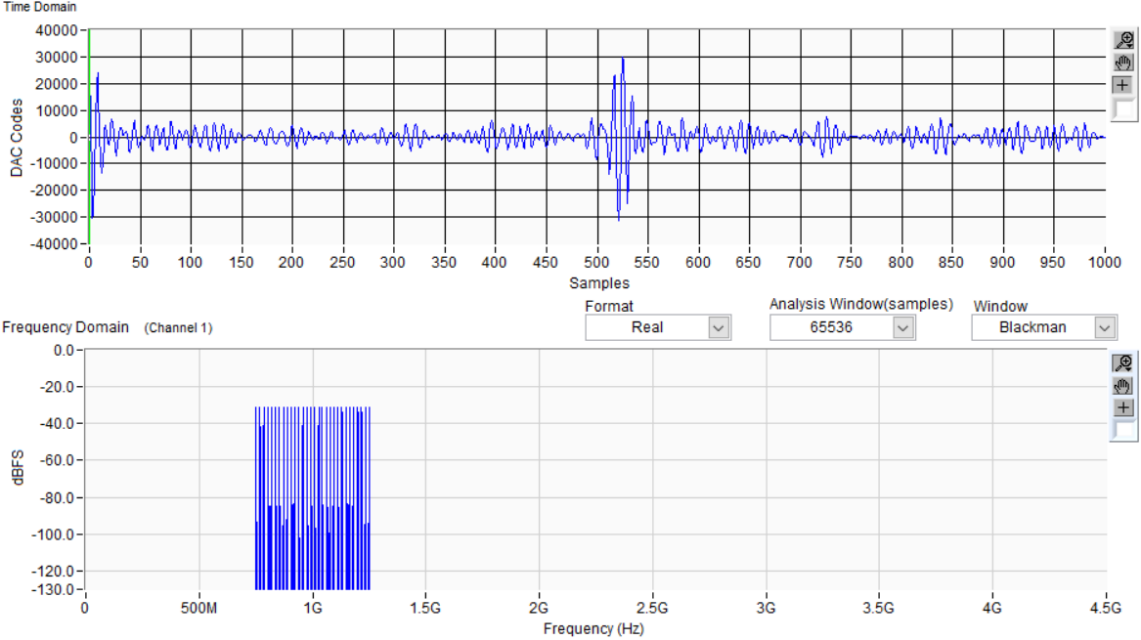 Time Domain
40000
30000
20000
10000
0
-10000
-20000
-30000
-40000
DAC Codes
0 50 100 150 200 250 300 350 400 450 500 550 600 650 700 750 800 850 900 950 1000
Samples
Format Analysis Window(samples) Window
Real 65536 Blackman
Frequency Domain (Channel 1)
0.0
-20.0
-40.0
-60.0
-80.0
-100.0
-120.0
-130.0
dBFS
0 500M 1G 1.5G 2G 2.5G 3G 3.5G 4G 4.5G
Frequency (Hz)